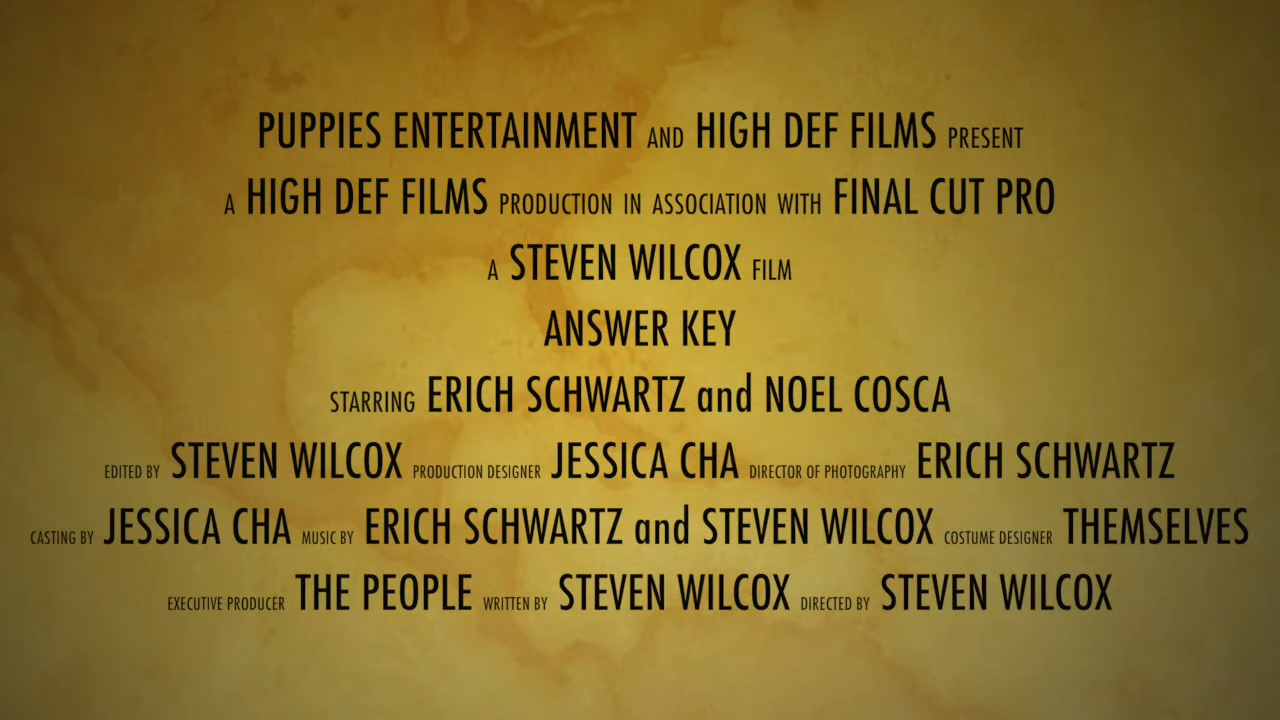 PUPPIES ENTERTAINMENT AND HIGH DEF FILMS PRESENT
A HIGH DEF FILMS PRODUCTION IN ASSOCIATION WITH FINAL CUT PRO
A STEVEN WILCOX FILM
ANSWER KEY
STARRING ERICH SCHWARTZ and NOEL COSCA
EDITED BY STEVEN WILCOX PRODUCTION DESIGNER JESSICA CHA DIRECTOR OF PHOTOGRAPHY ERICH SCHWARTZ
CASTING BY JESSICA CHA MUSIC BY ERICH SCHWARTZ and STEVEN WILCOX COSTUME DESIGNER THEMSELVES
EXECUTIVE PRODUCER THE PEOPLE WRITTEN BY STEVEN WILCOX DIRECTED BY STEVEN WILCOX